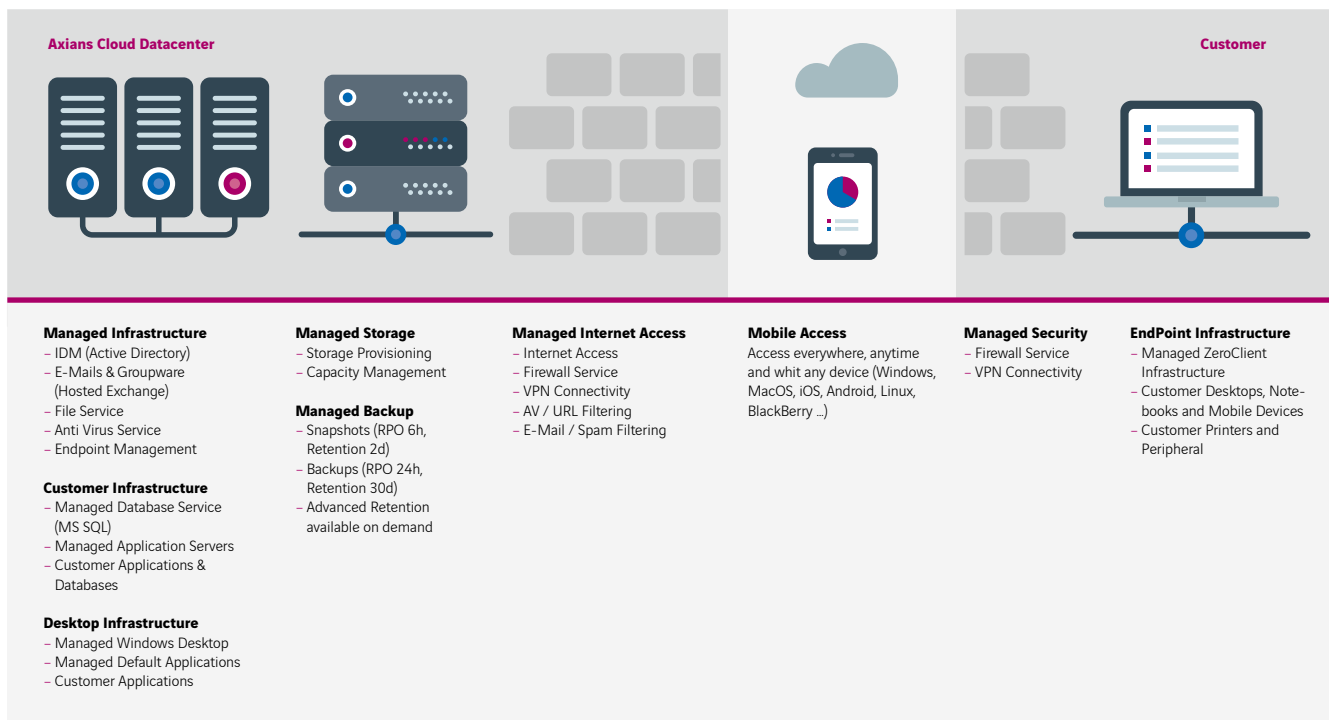 Axians Cloud Datacenter
Customer
Managed Infrastructure
– IDM (Active Directory)
– E-Mails & Groupware
(Hosted Exchange)
– File Service
– Anti Virus Service
– Endpoint Management
Customer Infrastructure
– Managed Database Service
(MS SQL)
– Managed Application Servers
– Customer Applications &
Databases
Desktop Infrastructure
– Managed Windows Desktop
– Managed Default Applications
– Customer Applications
Managed Storage
– Storage Provisioning
– Capacity Management
Managed Backup
– Snapshots (RPO 6h,
Retention 2d)
– Backups (RPO 24h,
Retention 30d)
– Advanced Retention
available on demand
Managed Internet Access
– Internet Access
– Firewall Service
– VPN Connectivity
– AV / URL Filtering
– E-Mail / Spam Filtering
Mobile Access
Access everywhere, anytime
and whit any device (Windows,
MacOS, iOS, Android, Linux,
BlackBerry ...)
Managed Security
– Firewall Service
– VPN Connectivity
EndPoint Infrastructure
– Managed ZeroClient
Infrastructure
– Customer Desktops, Note-
books and Mobile Devices
– Customer Printers and
Peripheral